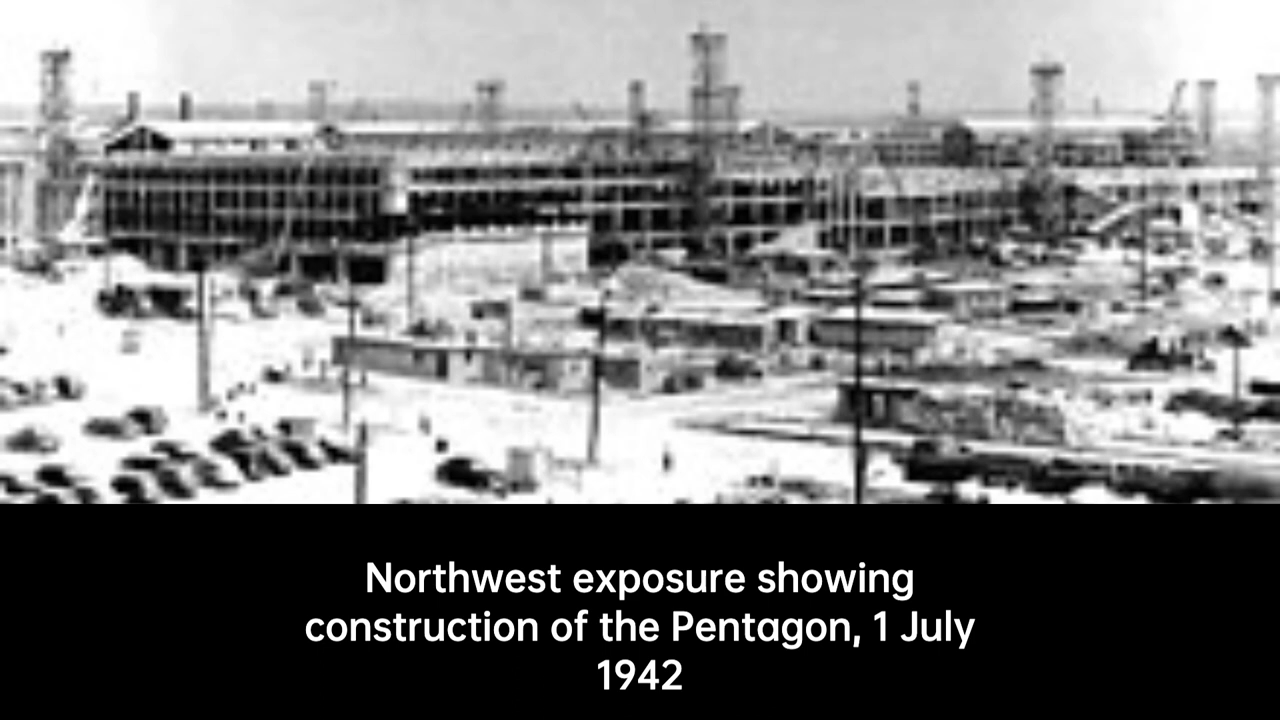 Northwest exposure showing
construction of the Pentagon, 1 July
1942